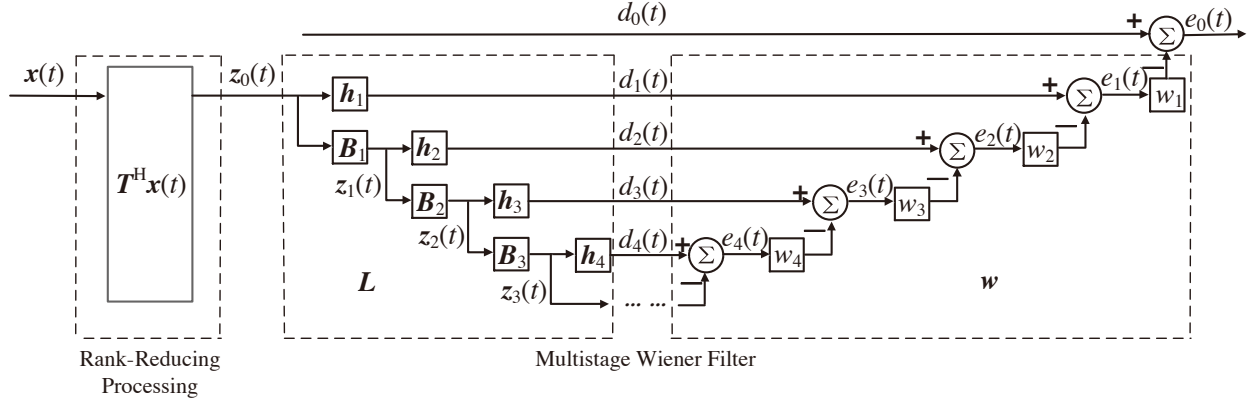 d₀(t)
+
Σ
e₀(t)
x(t)
z₀(t)
h₁
d₁(t)
+
Σ
e₁(t)
−
w₁
Tᴴx(t)
B₁
h₂
d₂(t)
+
Σ
e₂(t)
w₂
−
z₁(t)
B₂
h₃
d₃(t)
+
Σ
e₃(t)
w₃
−
z₂(t)
B₃
h₄
d₄(t)
+
Σ
e₄(t)
w₄
−
z₃(t)
... ...
−
L
w
Rank-Reducing
Processing
Multistage Wiener Filter